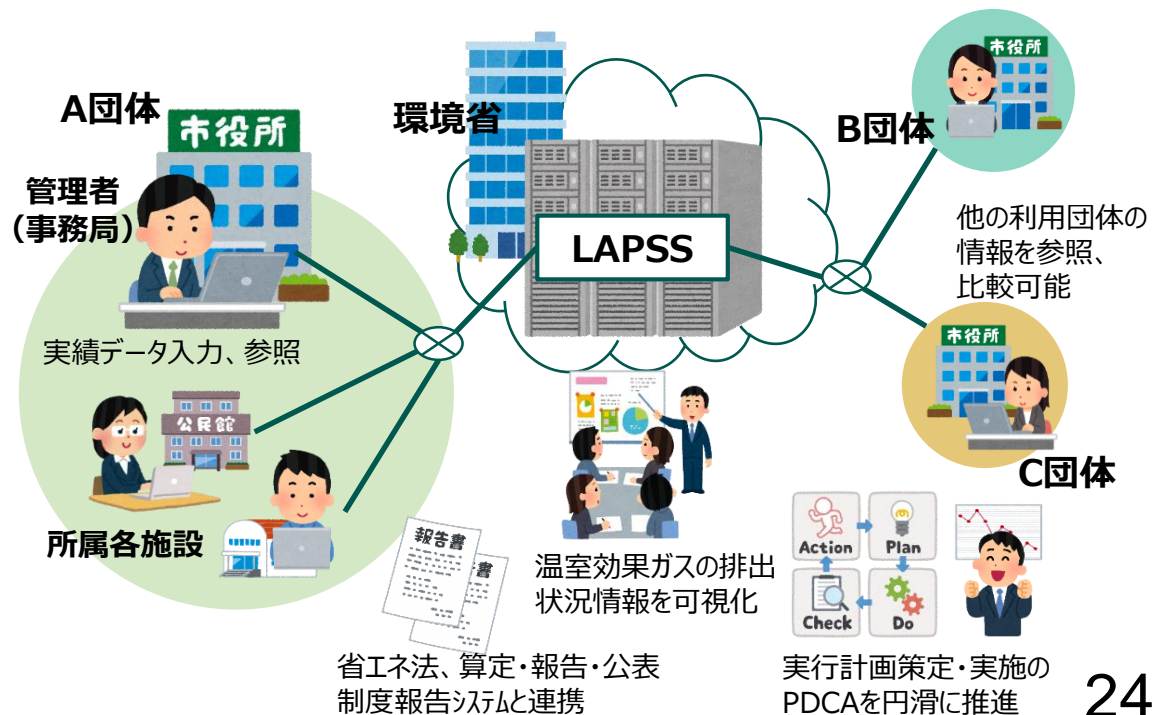 A団体
市役所
管理者
(事務局)
実績データ入力、参照
公民館
所属各施設
環境省
LAPSS
B団体
市役所
他の利用団体の
情報を参照、
比較可能
市役所
C団体
報告書
書
省エネ法、算定・報告・公表
制度報告システムと連携
温室効果ガスの排出
状況情報を可視化
Action
Plan
Check
Do
実行計画策定・実施の
PDCAを円滑に推進
24